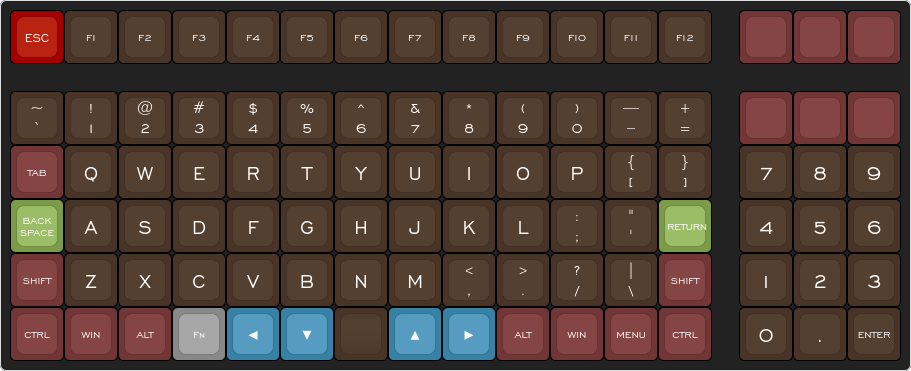 ESC F1 F2 F3 F4 F5 F6 F7 F8 F9 F10 F11 F12
~ ! @ # $ % ^ & * ( ) — +
` 1 2 3 4 5 6 7 8 9 0 – =
TAB Q W E R T Y U I O P { } 7 8 9
[ ]
BACK
SPACE A S D F G H J K L : " RETURN 4 5 6
; '
SHIFT Z X C V B N M < > ? | SHIFT 1 2 3
, . / \
CTRL WIN ALT FN ◀ ▼ ▲ ▶ ALT WIN MENU CTRL 0 . ENTER